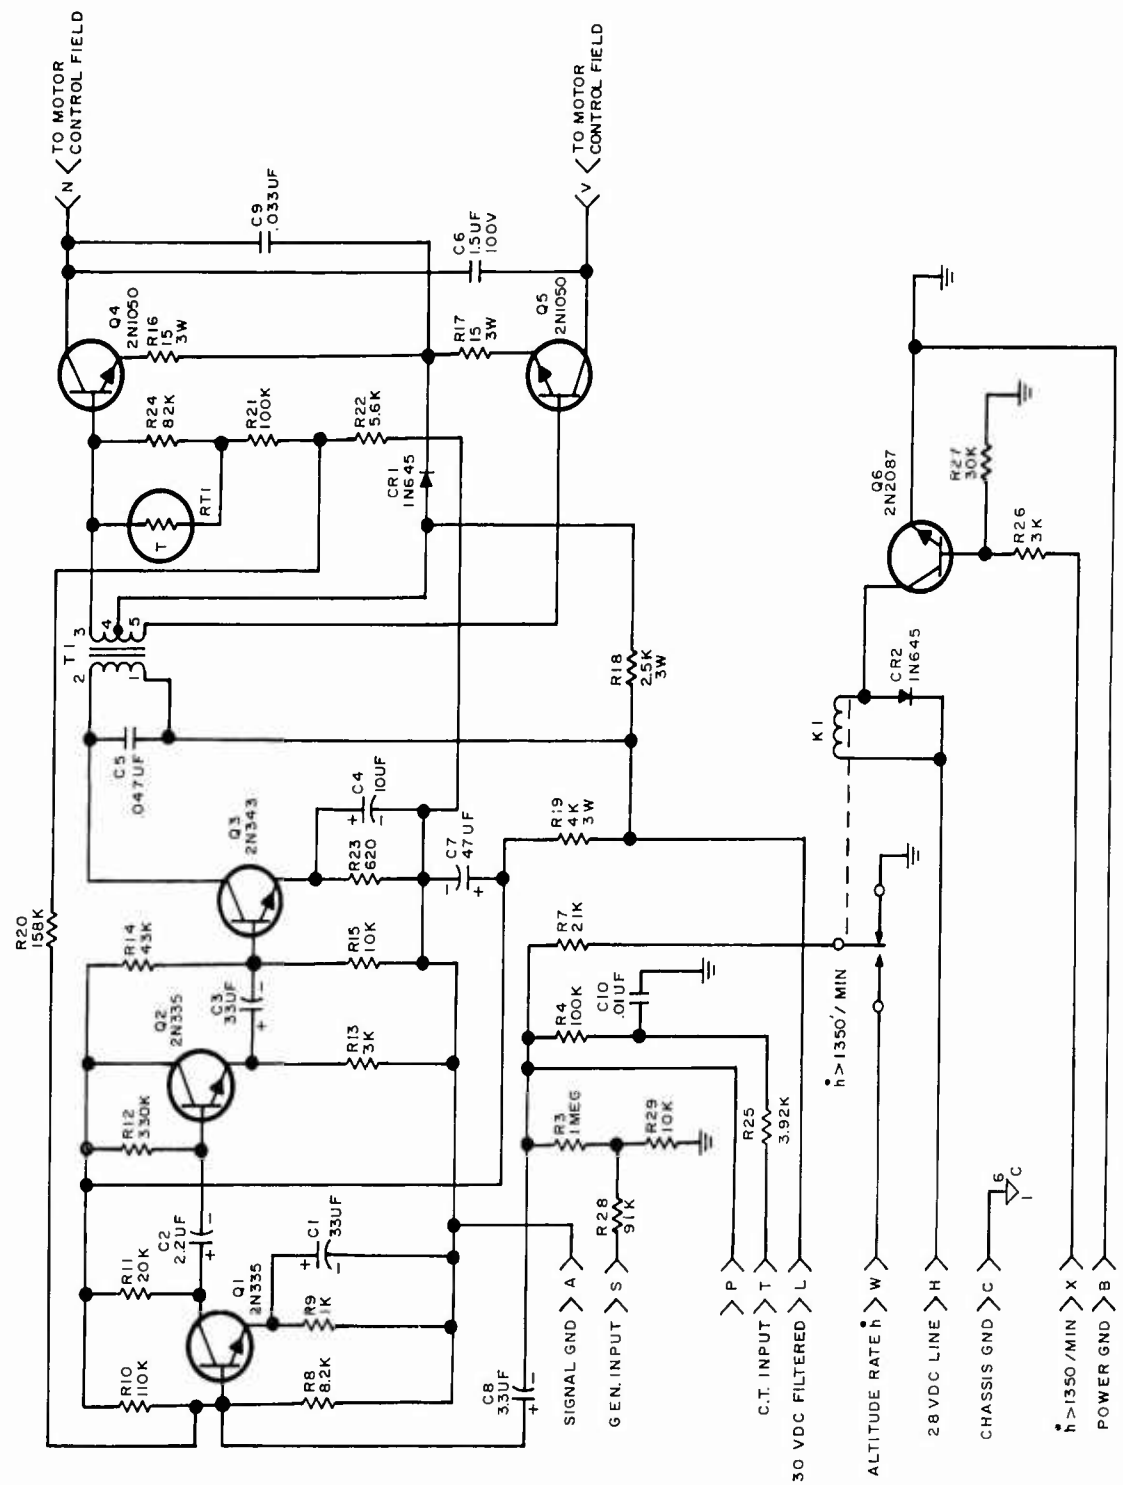 TO MOTOR
CONTROL FIELD
N
TO MOTOR
CONTROL FIELD
V
C9
.033UF
C6
1.5UF
100V
Q4
2N1050
R16
15
3W
R17
15
3W
Q5
2N1050
R24
82K
R21
100K
R22
5.6K
CR1
1N645
RT1
T
T1
3
4
5
2
1
R18
2.5K
3W
C5
.047UF
Q3
2N343
C4
10UF
+
-
R23
620
C7
47UF
-
+
R19
4K
3W
R20
158K
R14
43K
R15
10K
C3
33UF
-
+
Q2
2N335
R13
3K
R12
330K
C2
2.2UF
-
+
R11
20K
Q1
2N335
C1
33UF
+
-
R9
1K
R10
110K
R8
8.2K
C8
3.3UF
-
+
R7
21K
R4
100K
C10
.01UF
R3
1MEG
R29
10K
R28
91K
R25
3.92K
Q6
2N2087
R27
30K
R26
3K
CR2
1N645
K1
ḣ>1350'/MIN
6
C
1
SIGNAL GND A
GEN. INPUT S
P
C.T. INPUT T
30 VDC FILTERED L
ALTITUDE RATE ḣ W
28VDC LINE H
CHASSIS GND C
ḣ>1350/MIN X
POWER GND B